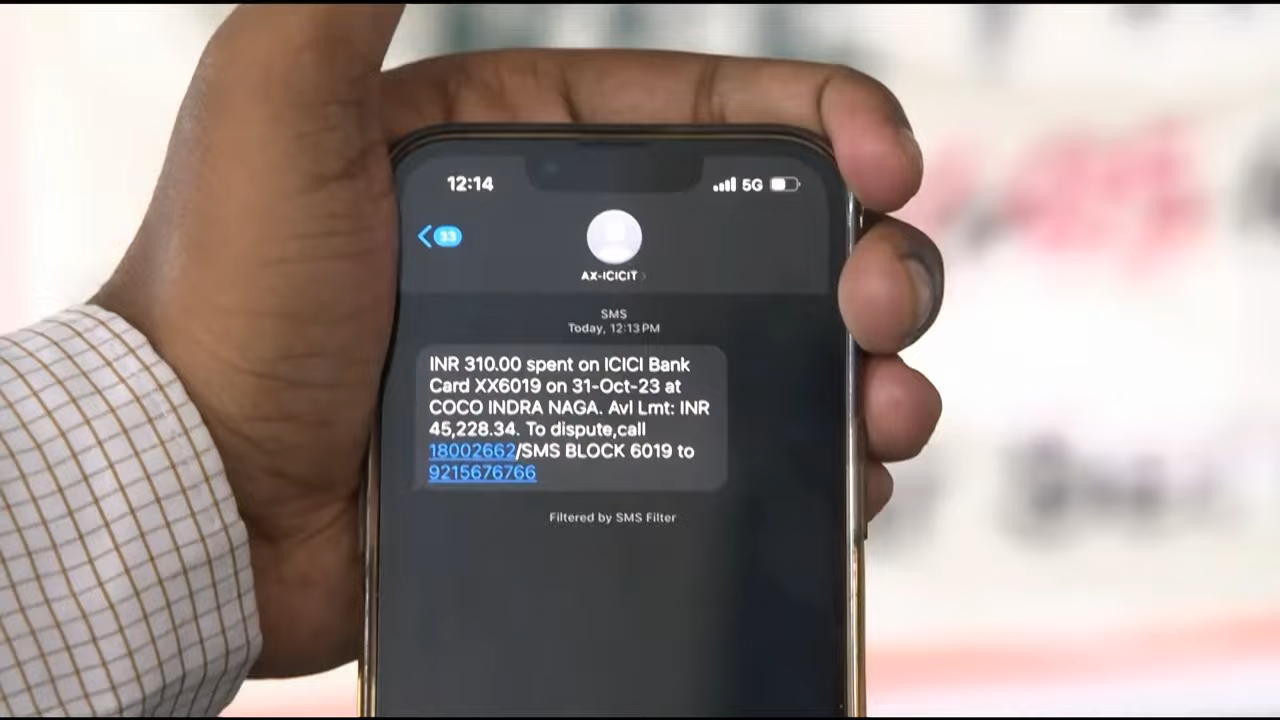 12:14
5G
33
AX-ICICIT
SMS
Today, 12:13 PM
INR 310.00 spent on ICICI Bank
Card XX6019 on 31-Oct-23 at
COCO INDRA NAGA. Avl Lmt: INR
45,228.34. To dispute,call
18002662/SMS BLOCK 6019 to
9215676766
Filtered by SMS Filter